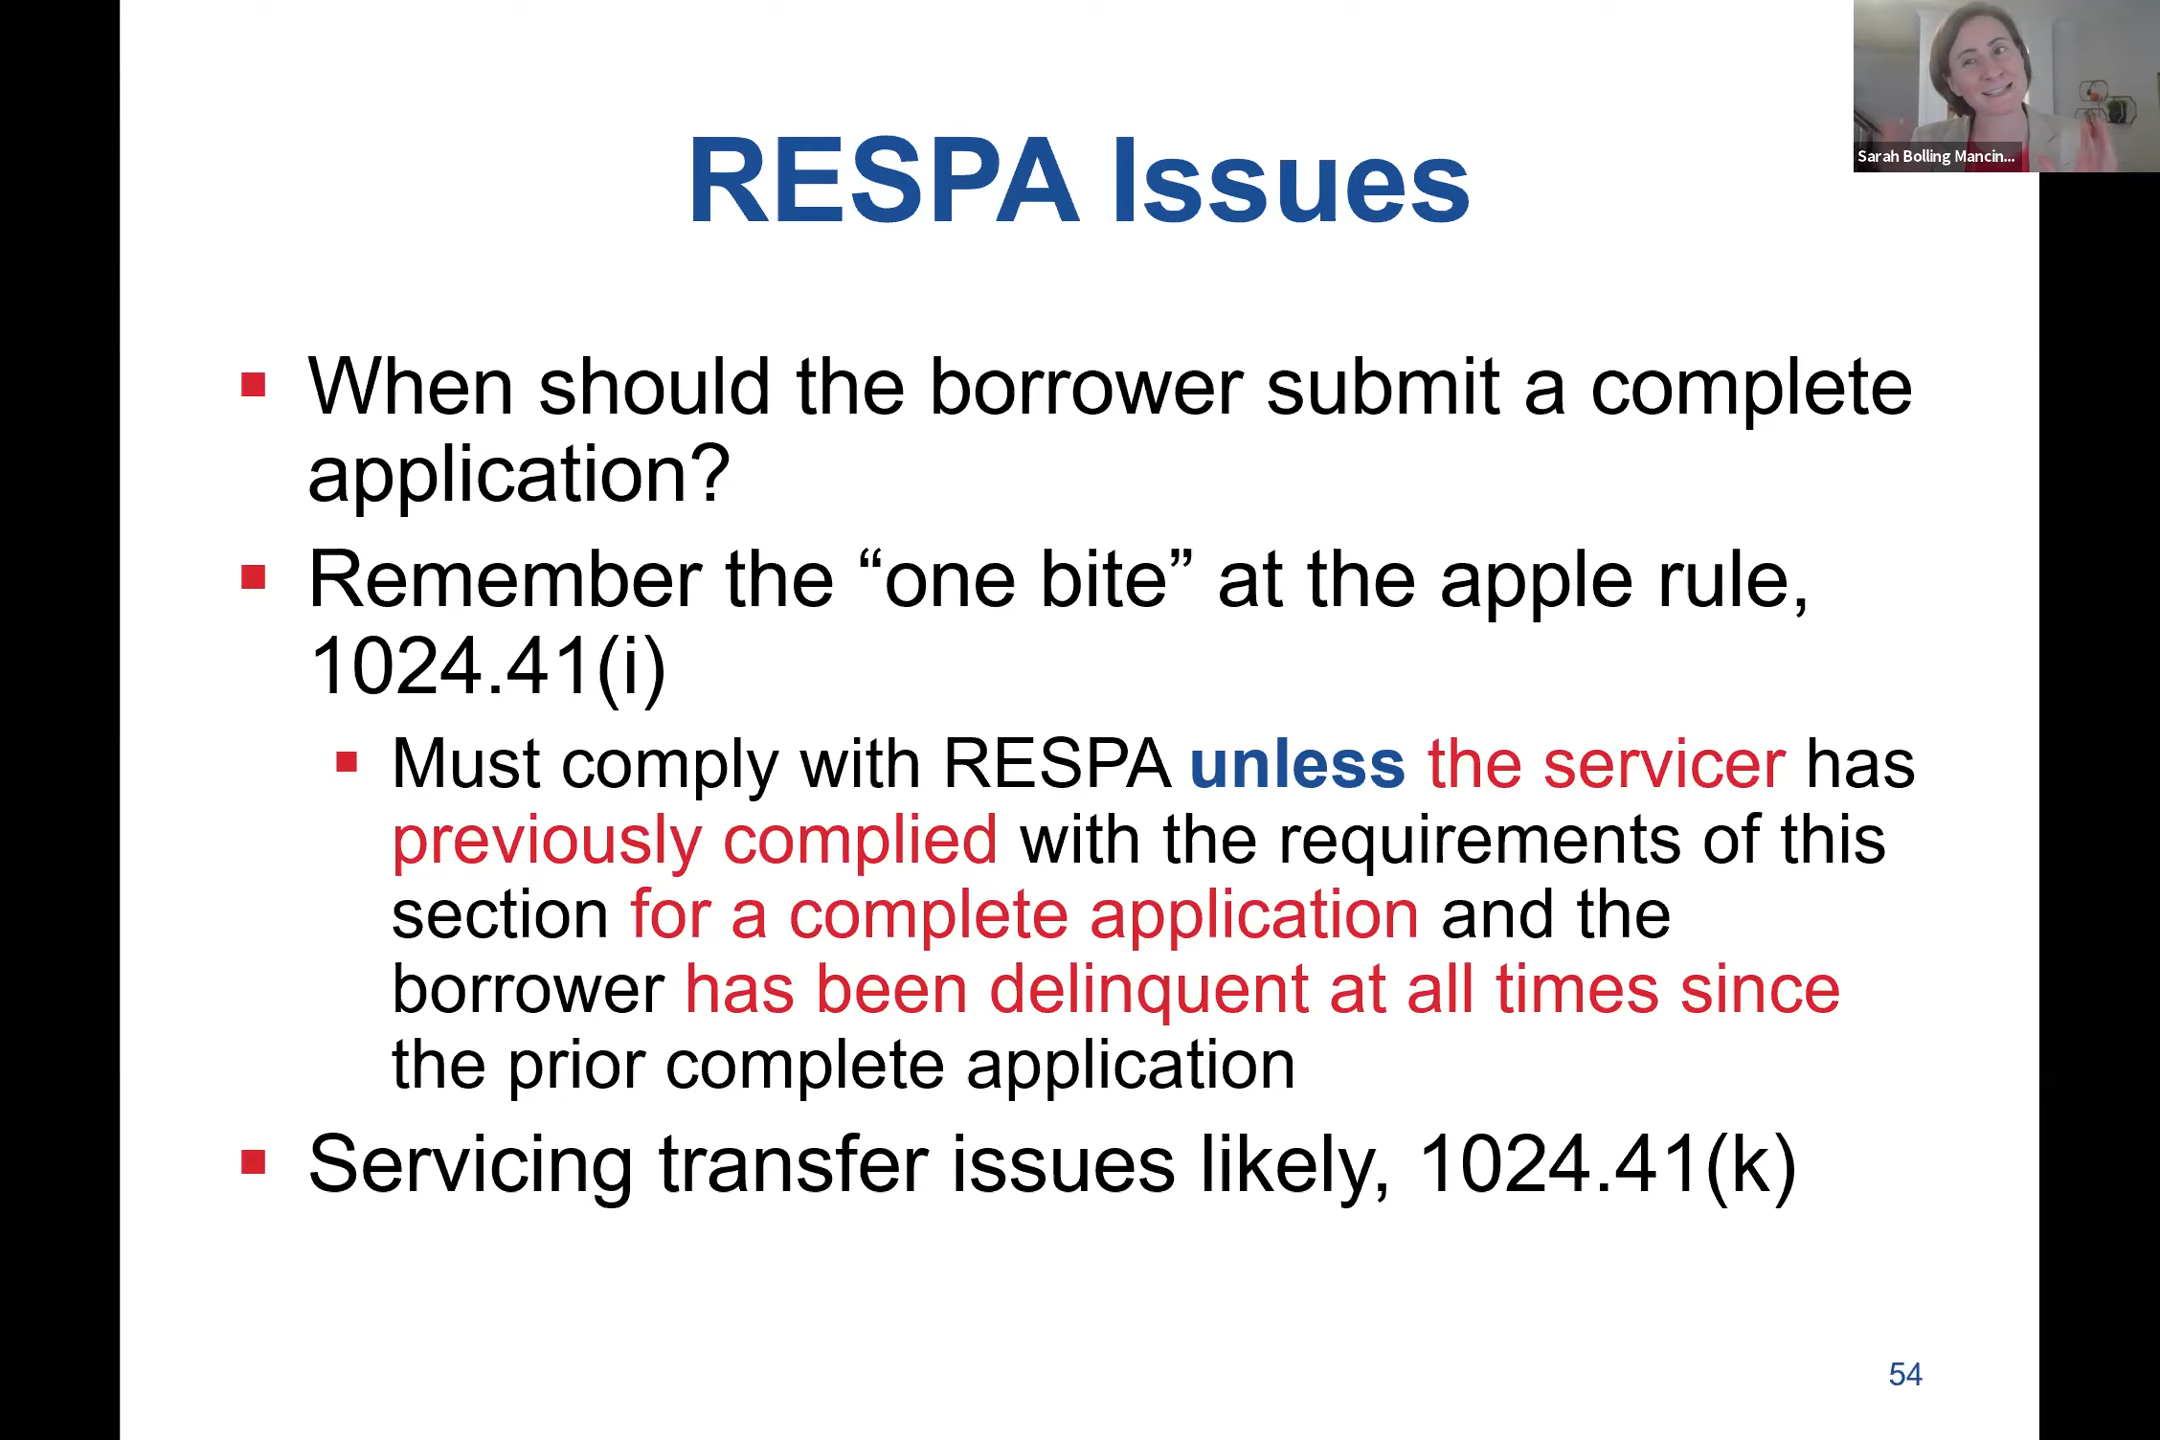 Sarah Bolling Mancin...
RESPA Issues
When should the borrower submit a complete
application?
Remember the “one bite” at the apple rule,
1024.41(i)
Must comply with RESPA unless the servicer has
previously complied with the requirements of this
section for a complete application and the
borrower has been delinquent at all times since
the prior complete application
Servicing transfer issues likely, 1024.41(k)
54